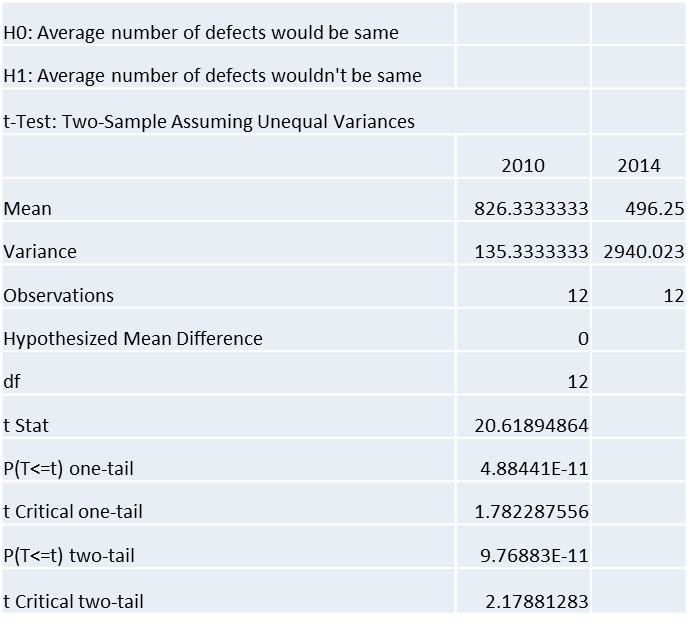 H0: Average number of defects would be same
H1: Average number of defects wouldn't be same
t-Test: Two-Sample Assuming Unequal Variances
2010 2014
Mean 826.3333333 496.25
Variance 135.3333333 2940.023
Observations 12 12
Hypothesized Mean Difference 0
df 12
t Stat 20.61894864
P(T<=t) one-tail 4.88441E-11
t Critical one-tail 1.782287556
P(T<=t) two-tail 9.76883E-11
t Critical two-tail 2.17881283